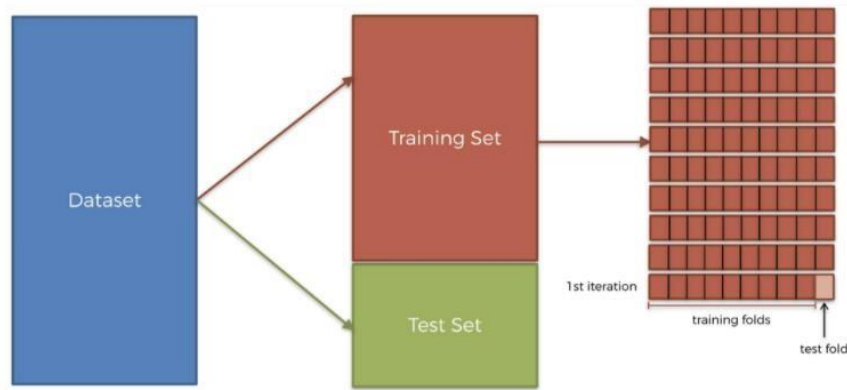 Dataset
Training Set
Test Set
1st iteration
training folds
test fold